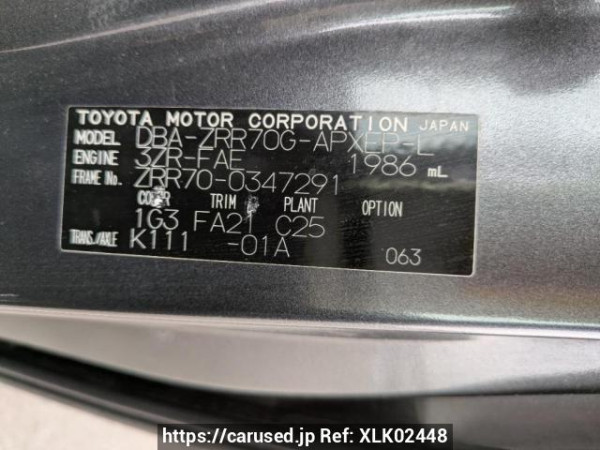 TOYOTA MOTOR CORPORATION JAPAN
MODEL DBA-ZRR70G-APXEP-L
ENGINE 3ZR-FAE 1986 mL
FRAME No. ZRR70-0347291
COLOR TRIM PLANT OPTION
1G3 FA21 C25
TRANS./AXLE K111 -01A 063
https://carused.jp Ref: XLK02448